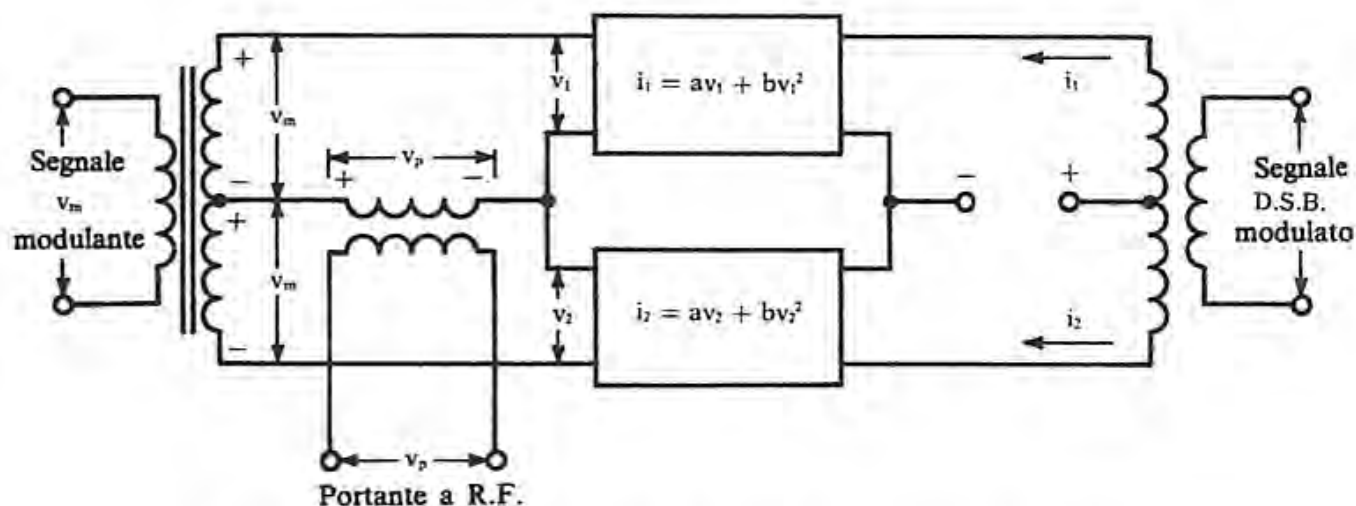 +
v₁
i₁ = av₁ + bv₁²
i₁
vₘ
Segnale
vₘ
modulante
vₚ
+ −
−
+
− +
Segnale
D.S.B.
modulato
vₘ
v₂
i₂ = av₂ + bv₂²
i₂
−
vₚ
Portante a R.F.